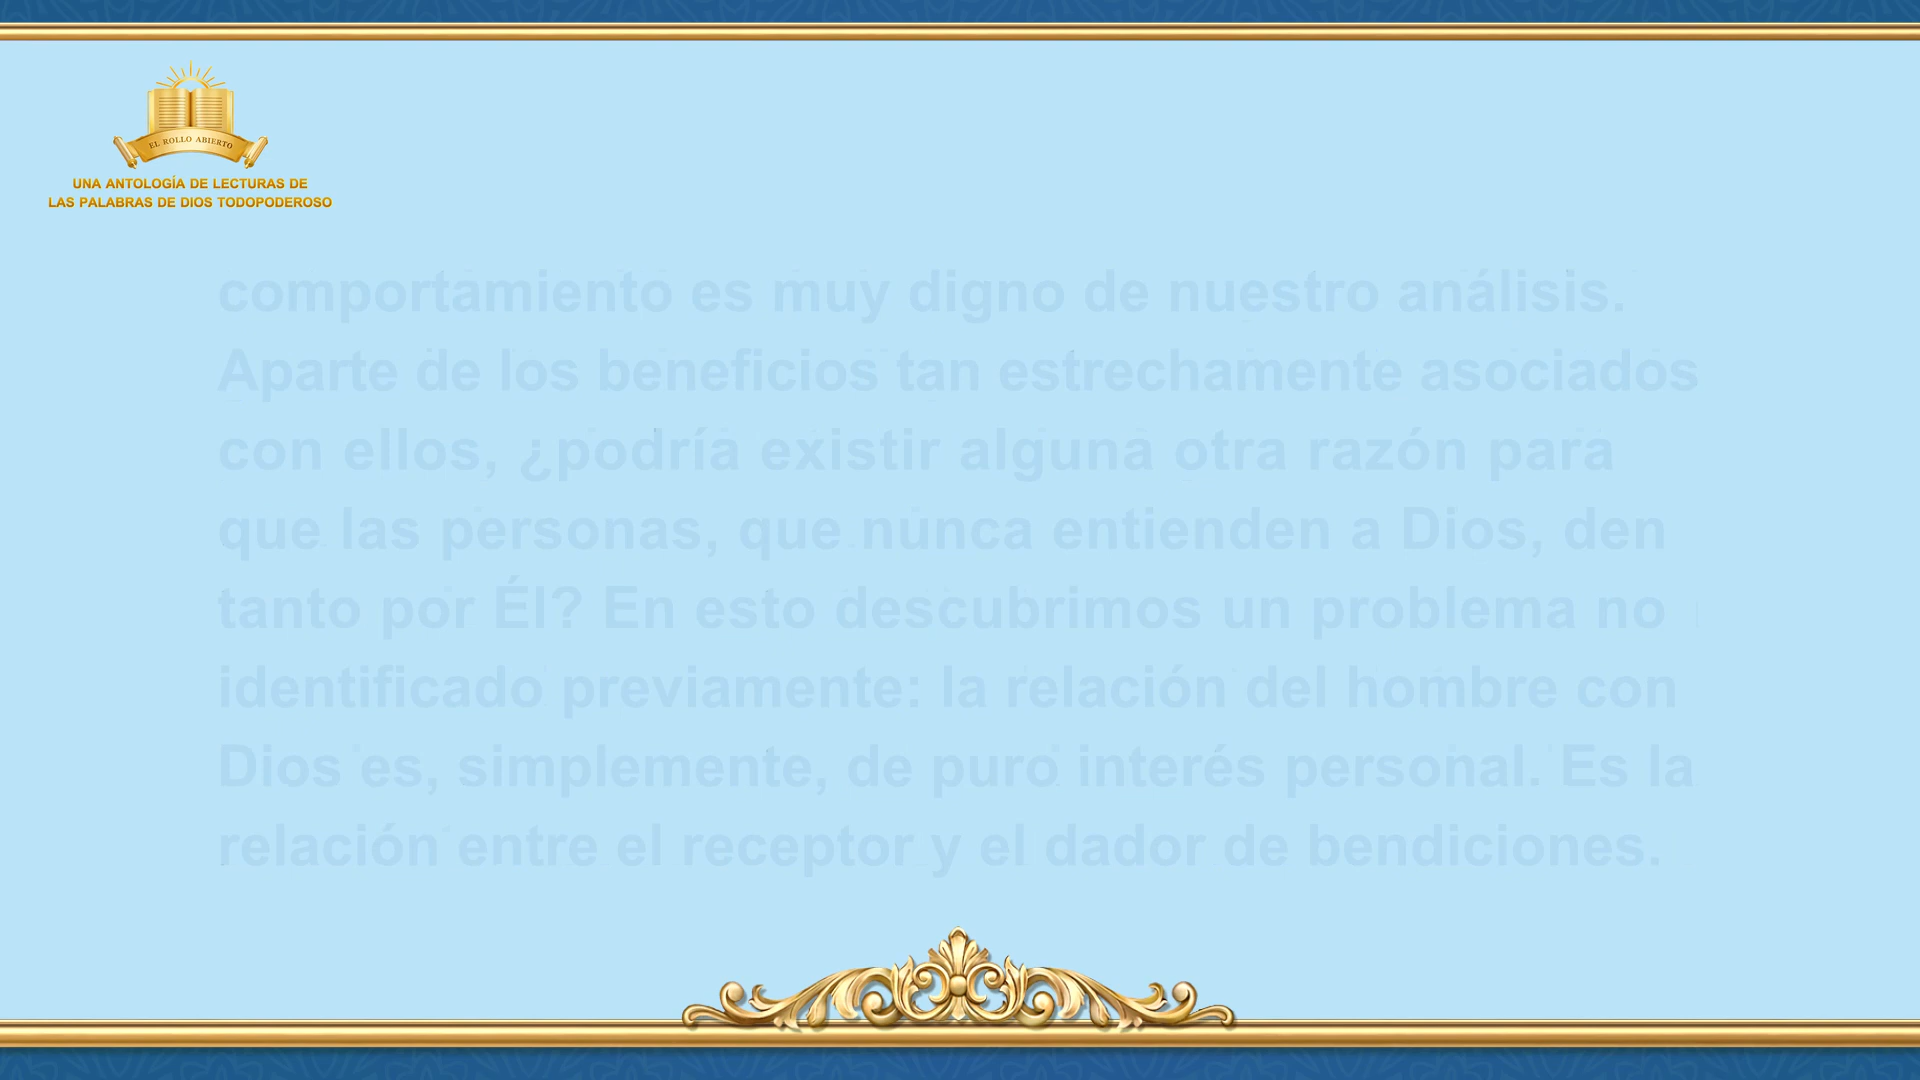 EL ROLLO ABIERTO
UNA ANTOLOGÍA DE LECTURAS DE
LAS PALABRAS DE DIOS TODOPODEROSO
comportamiento es muy digno de nuestro análisis.
Aparte de los beneficios tan estrechamente asociados
con ellos, ¿podría existir alguna otra razón para
que las personas, que nunca entienden a Dios, den
tanto por Él? En esto descubrimos un problema no
identificado previamente: la relación del hombre con
Dios es, simplemente, de puro interés personal. Es la
relación entre el receptor y el dador de bendiciones.